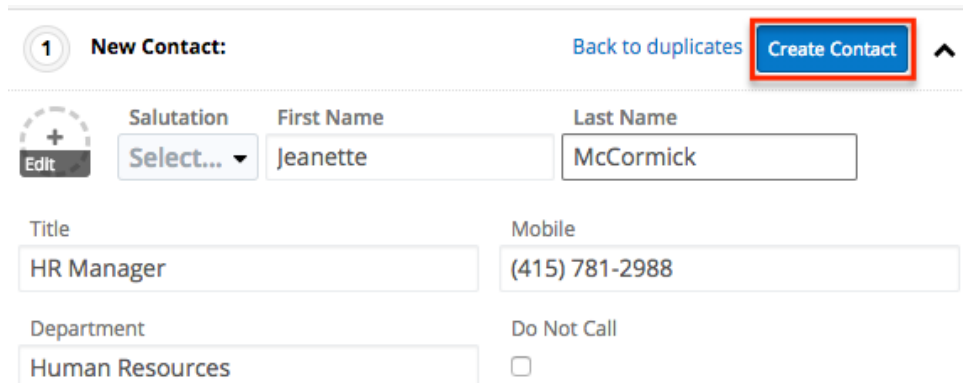 1 New Contact: Back to duplicates Create Contact
Salutation First Name Last Name
Edit Select... Jeanette McCormick
Title Mobile
HR Manager (415) 781-2988
Department Do Not Call
Human Resources